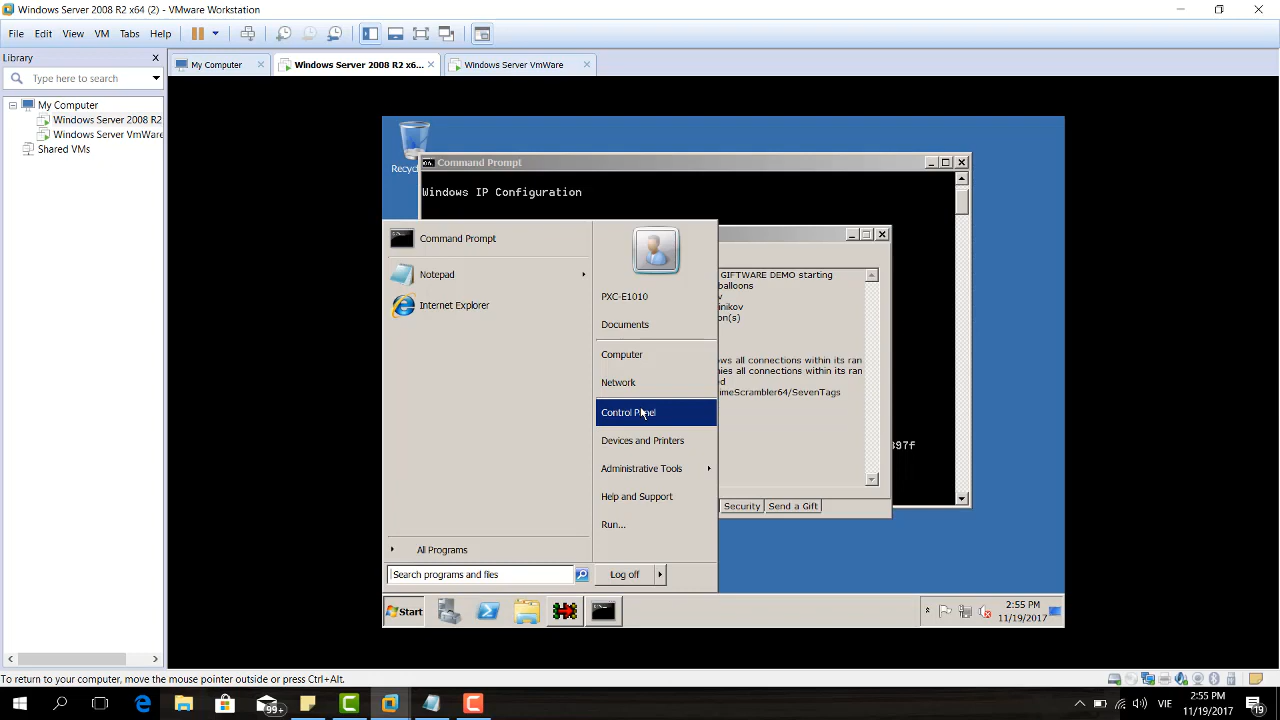 Windows Server 2008 R2 x64 (2) - VMware Workstation
File Edit View VM Tabs Help
Library
Type here to search
My Computer
Windows Server 2008 R2
Windows Server VmWare
Shared VMs
My Computer
Windows Server 2008 R2 x6...
Windows Server VmWare
Recyc
Command Prompt
Windows IP Configuration
Command Prompt
Notepad
Internet Explorer
All Programs
Search programs and files
PXC-E1010
Documents
Computer
Network
Control Panel
Devices and Printers
Administrative Tools
Help and Support
Run...
Log off
GIFTWARE DEMO starting
balloons
v
inikov
on(s)
ws all connections within its ran
ies all connections within its ran
d
meScrambler64/SevenTags
Security Send a Gift
397f
Start
2:55 PM
11/19/2017
To return to your computer, move the mouse pointer outside or press Ctrl+Alt.
99+
VIE
2:55 PM
11/19/2017
19